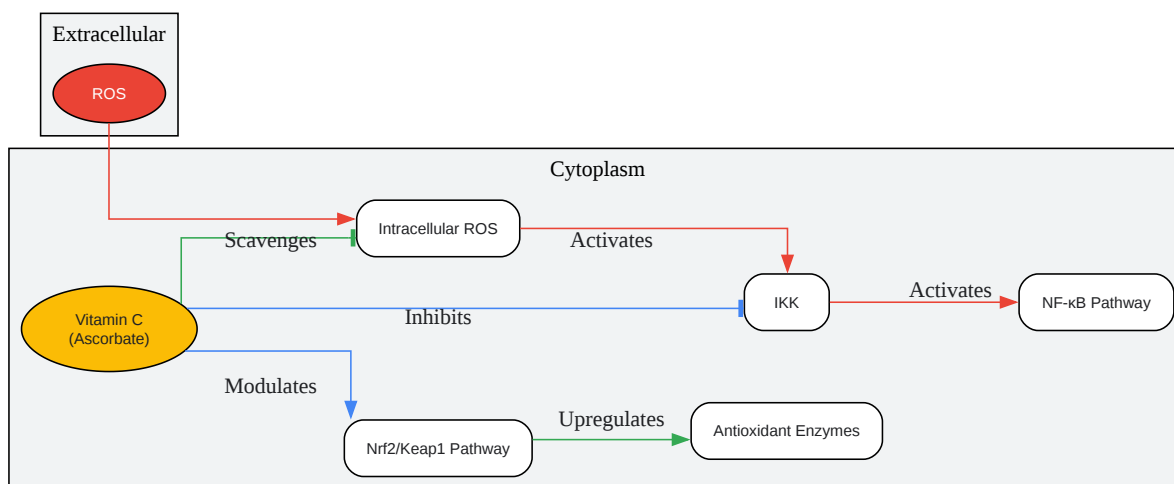 Extracellular
ROS
Cytoplasm
Intracellular ROS
Scavenges
Activates
IKK
Activates
NF-κB Pathway
Vitamin C
(Ascorbate)
Inhibits
Modulates
Nrf2/Keap1 Pathway
Upregulates
Antioxidant Enzymes